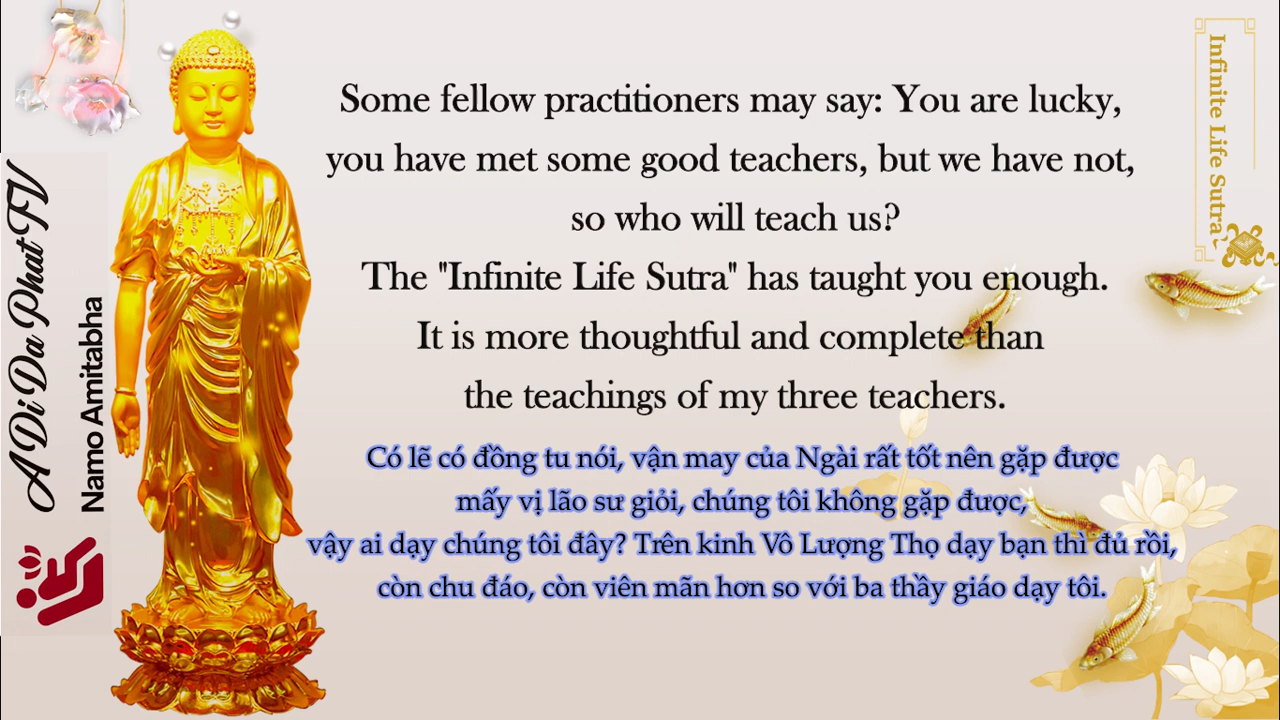 Some fellow practitioners may say: You are lucky,
you have met some good teachers, but we have not,
so who will teach us?
The "Infinite Life Sutra" has taught you enough.
It is more thoughtful and complete than
the teachings of my three teachers.
Có lẽ có đồng tu nói, vận may của Ngài rất tốt nên gặp được
mấy vị lão sư giỏi, chúng tôi không gặp được,
vậy ai dạy chúng tôi đây? Trên kinh Vô Lượng Thọ dạy bạn thì đủ rồi,
còn chu đáo, còn viên mãn hơn so với ba thầy giáo dạy tôi.
A Di Da Phat TV
Namo Amitabha
Infinite Life Sutra